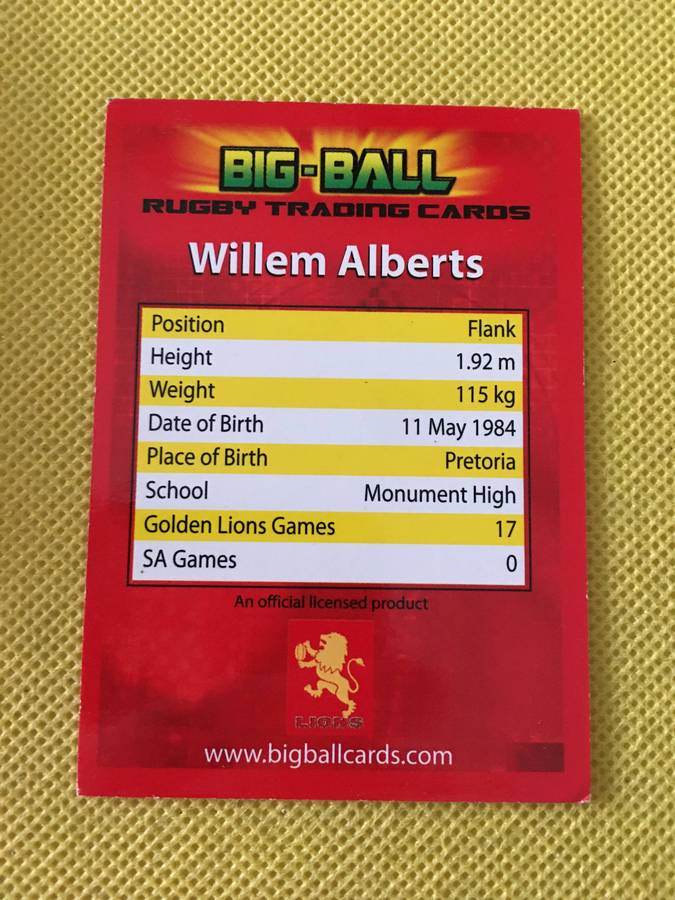 BIG-BALL
RUGBY TRADING CARDS
Willem Alberts
Position Flank
Height 1.92 m
Weight 115 kg
Date of Birth 11 May 1984
Place of Birth Pretoria
School Monument High
Golden Lions Games 17
SA Games 0
An official licensed product
LIONS
www.bigballcards.com